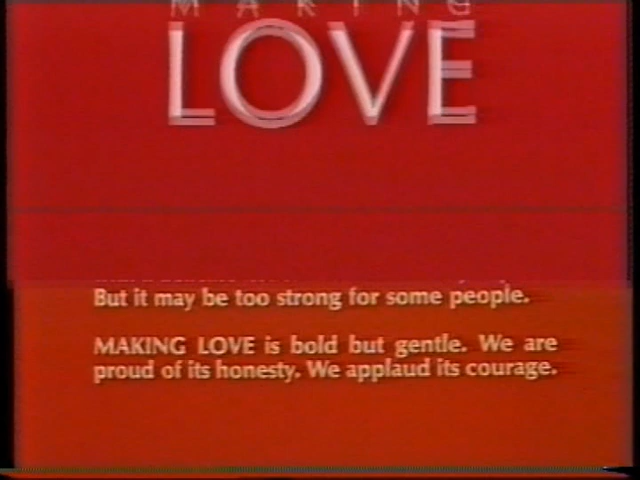 MAKING
LOVE
But it may be too strong for some people.
MAKING LOVE is bold but gentle. We are
proud of its honesty. We applaud its courage.